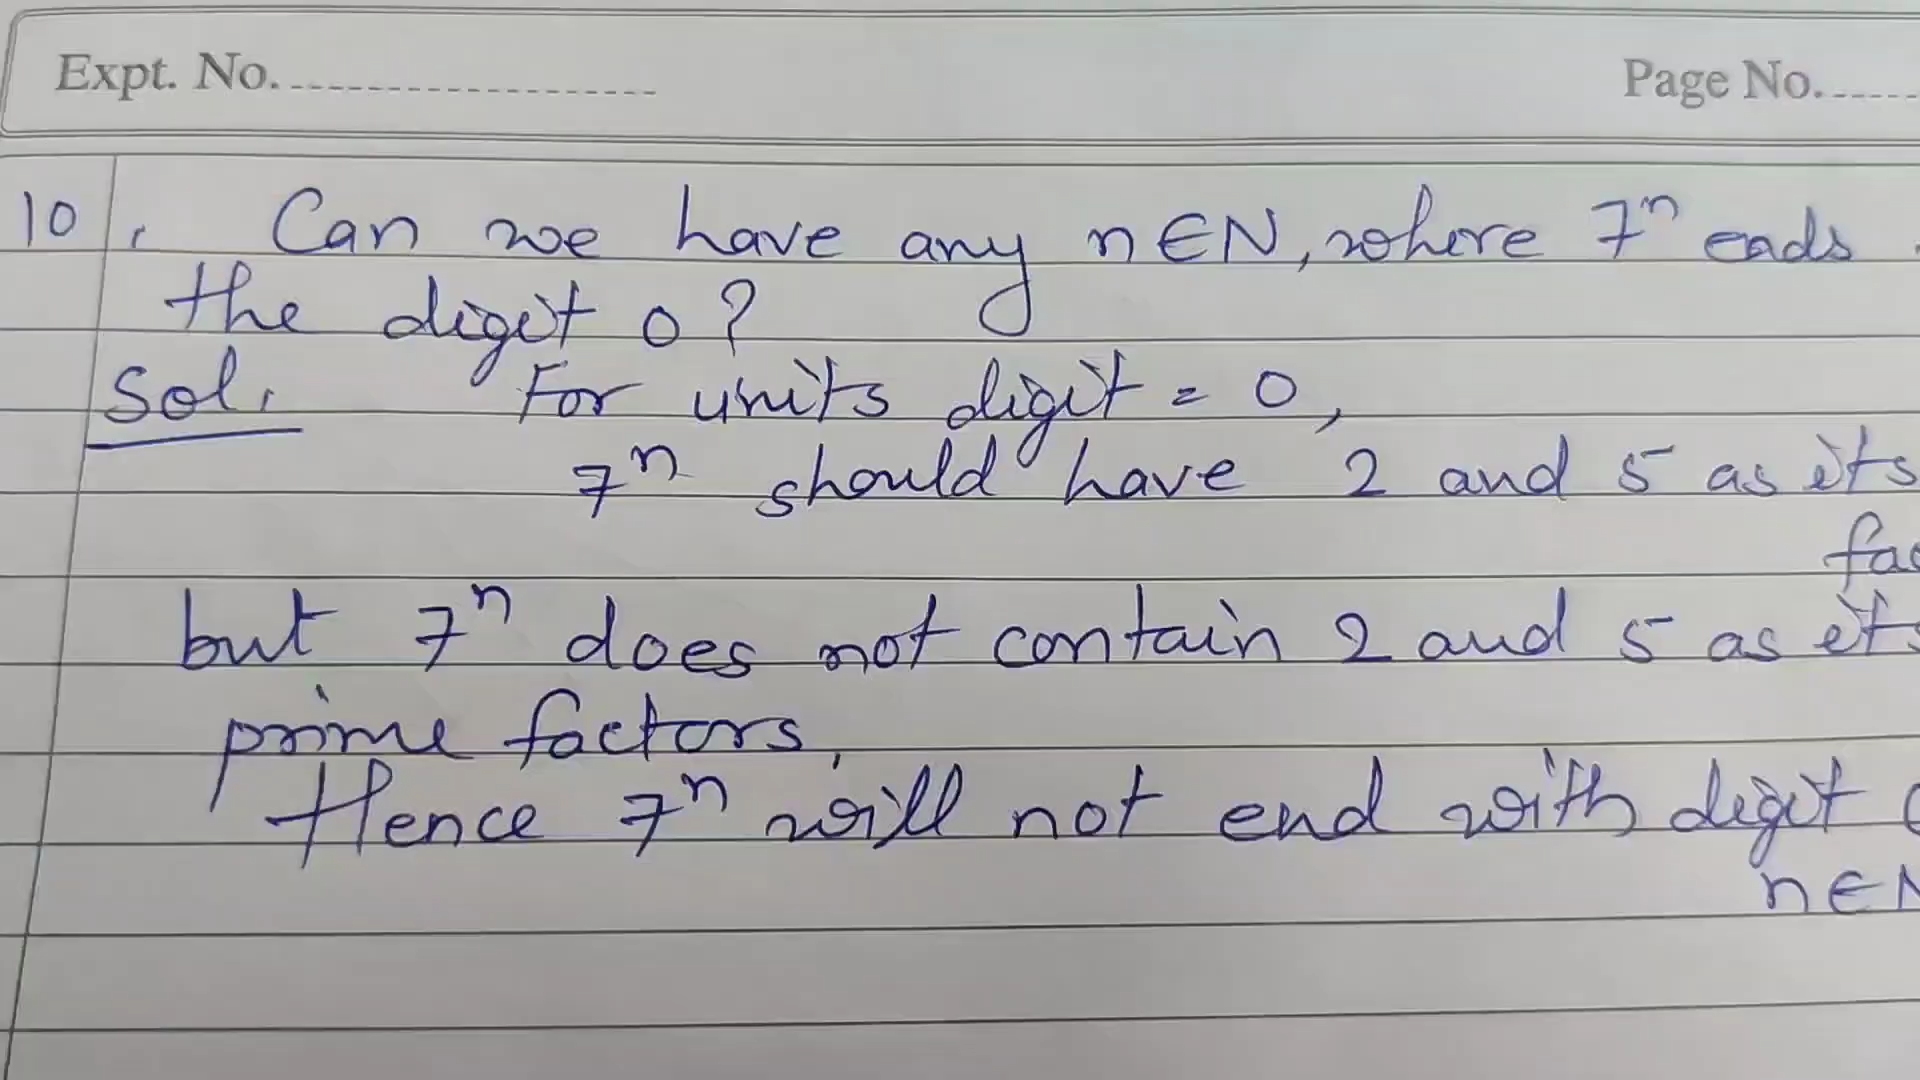 Expt. No.
Page No.
10. Can we have any n∈N, where 7ⁿ ends
the digit 0?
Sol. For units digit = 0,
7ⁿ should have 2 and 5 as its
fac
but 7ⁿ does not contain 2 and 5 as its
prime factors.
Hence 7ⁿ will not end with digit
n∈N